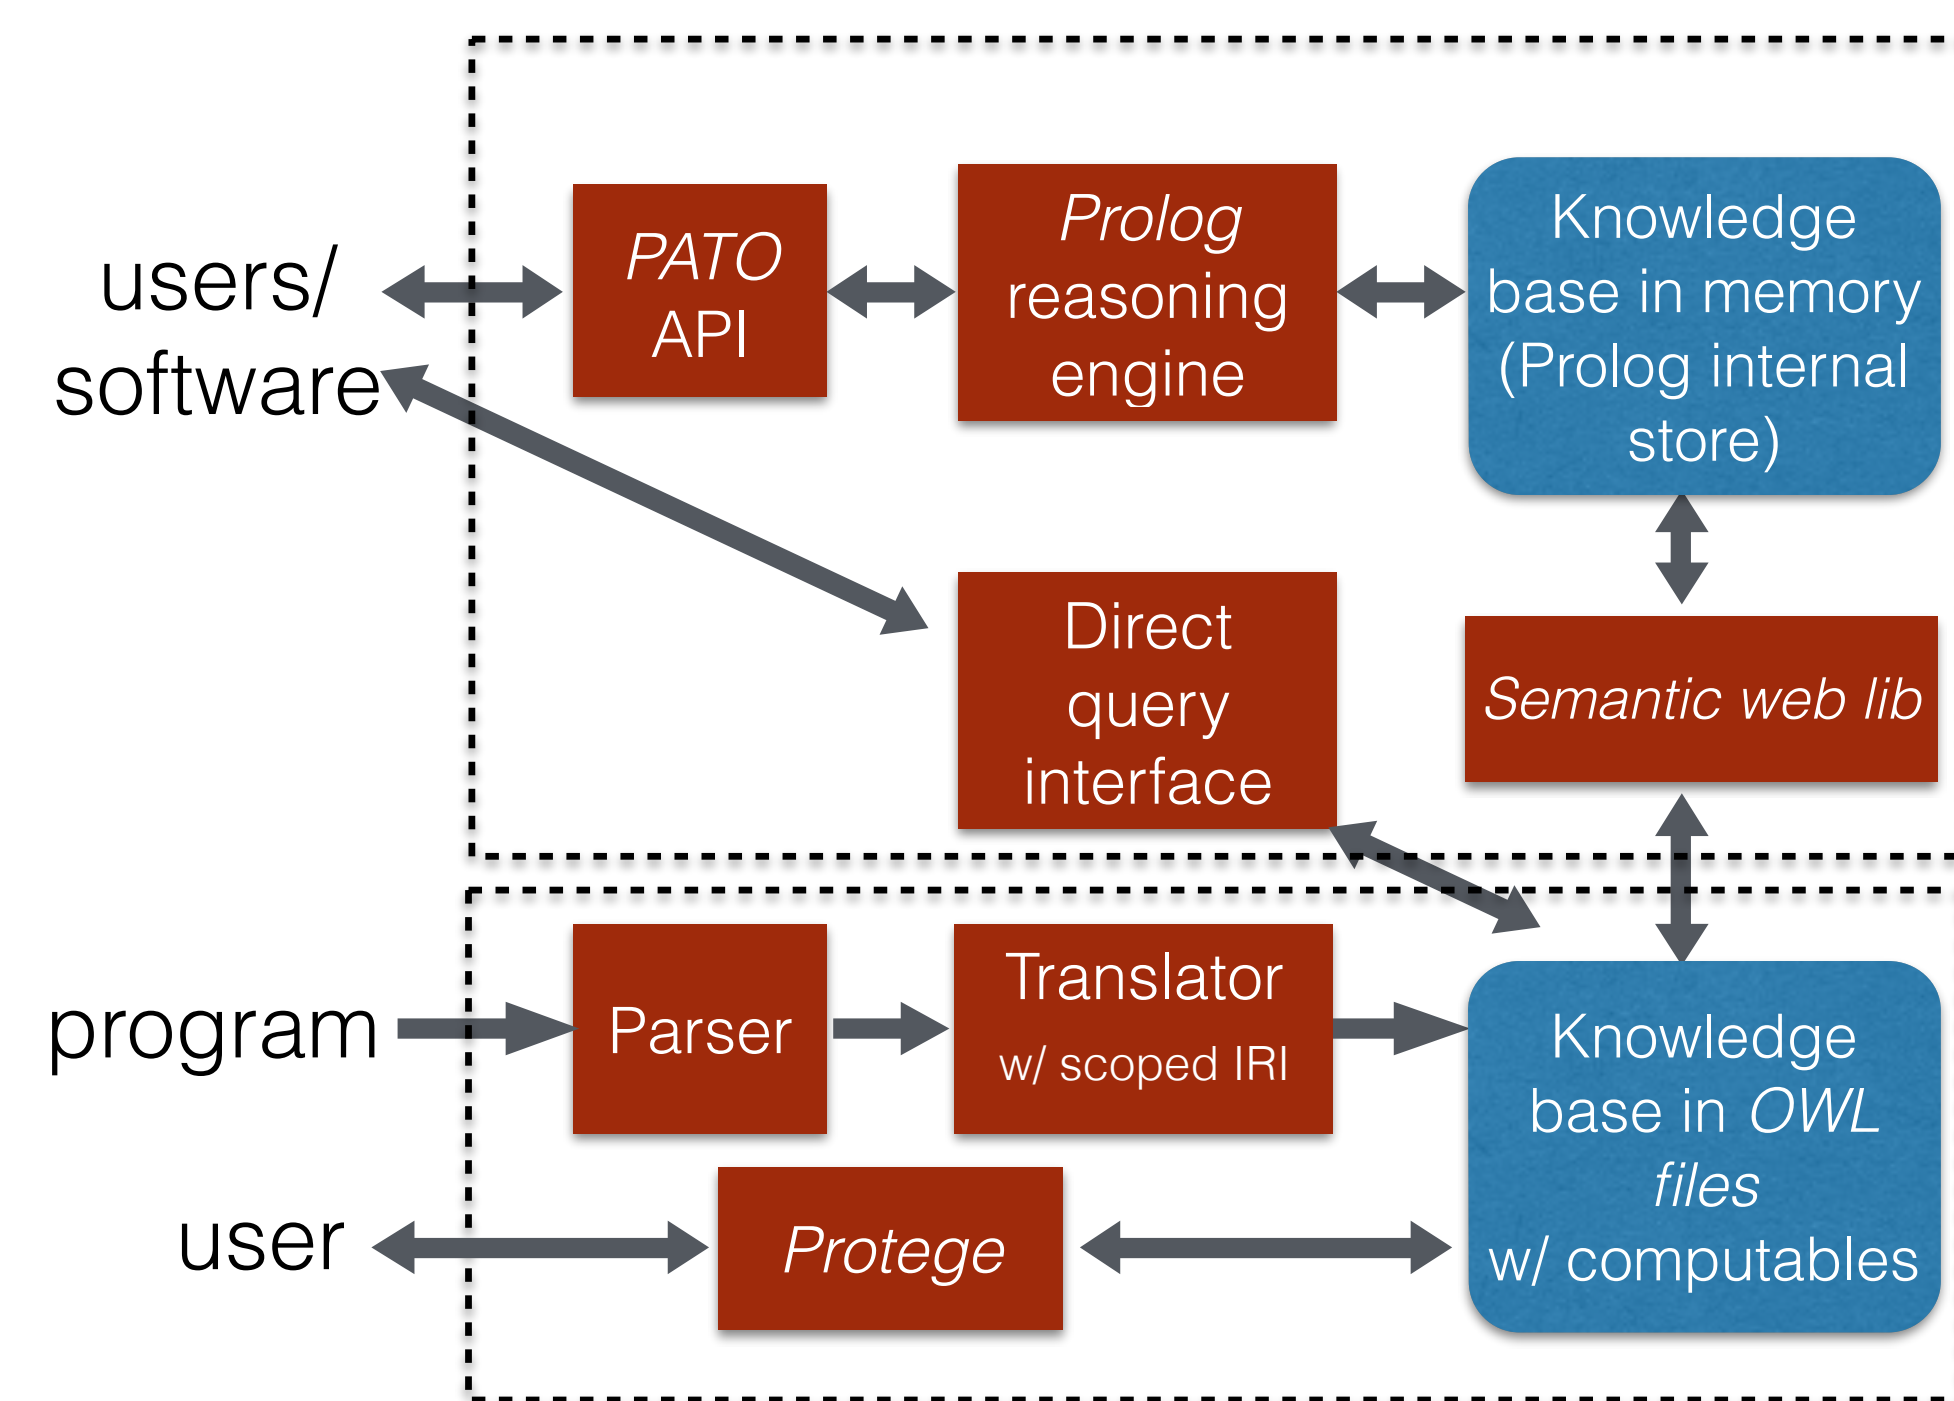 users/
software
PATO
API
Prolog
reasoning
engine
Knowledge
base in memory
(Prolog internal
store)
Direct
query
interface
Semantic web lib
program
Parser
Translator
w/ scoped IRI
Knowledge
base in OWL
files
w/ computables
user
Protege